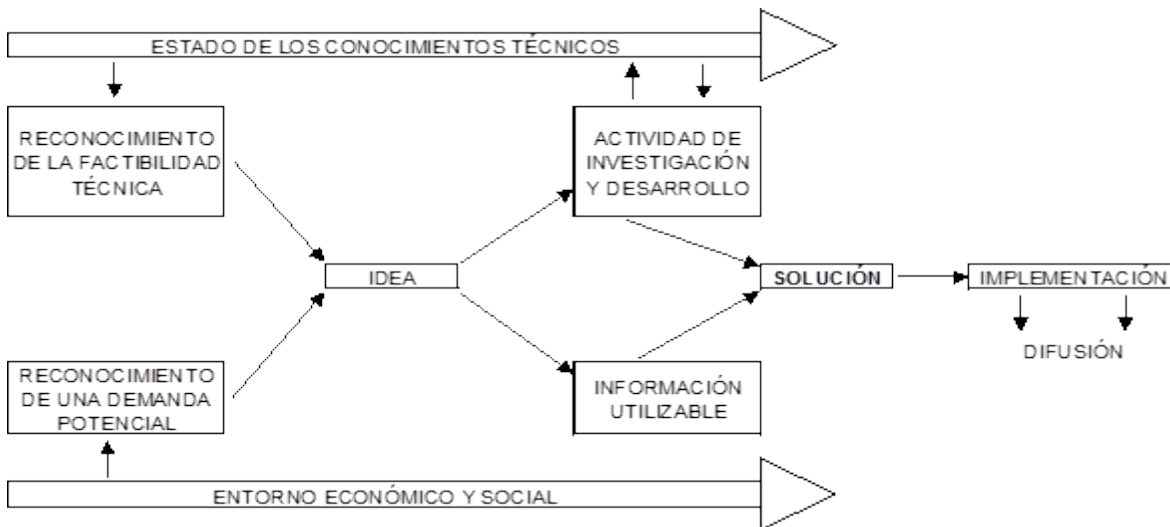 ESTADO DE LOS CONOCIMIENTOS TÉCNICOS
RECONOCIMIENTO
DE LA FACTIBILIDAD
TÉCNICA
ACTIVIDAD DE
INVESTIGACIÓN
Y DESARROLLO
IDEA
SOLUCIÓN
IMPLEMENTACIÓN
DIFUSIÓN
RECONOCIMIENTO
DE UNA DEMANDA
POTENCIAL
INFORMACIÓN
UTILIZABLE
ENTORNO ECONÓMICO Y SOCIAL